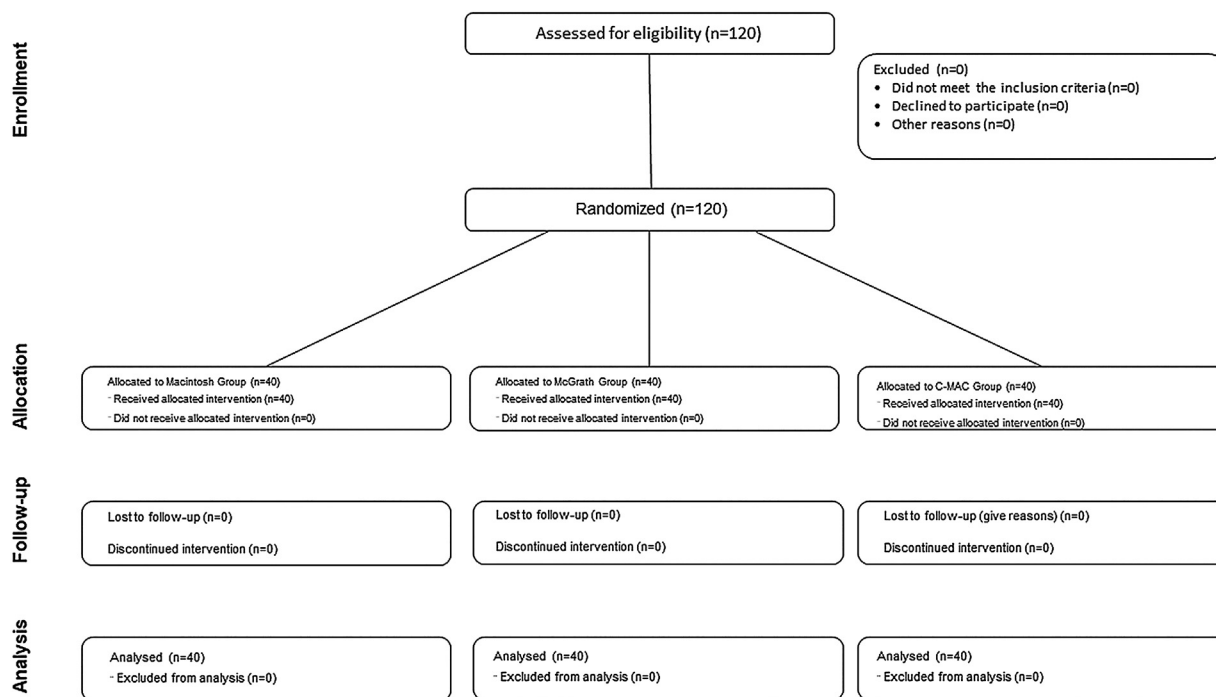 Enrollment
Assessed for eligibility (n=120)
Excluded (n=0)
• Did not meet the inclusion criteria (n=0)
• Declined to participate (n=0)
• Other reasons (n=0)
Randomized (n=120)
Allocation
Allocated to Macintosh Group (n=40)
- Received allocated intervention (n=40)
- Did not receive allocated intervention (n=0)
Allocated to McGrath Group (n=40)
- Received allocated intervention (n=40)
- Did not receive allocated intervention (n=0)
Allocated to C-MAC Group (n=40)
- Received allocated intervention (n=40)
- Did not receive allocated intervention (n=0)
Follow-up
Lost to follow-up (n=0)
Discontinued intervention (n=0)
Lost to follow-up (n=0)
Discontinued intervention (n=0)
Lost to follow-up (give reasons) (n=0)
Discontinued intervention (n=0)
Analysis
Analysed (n=40)
- Excluded from analysis (n=0)
Analysed (n=40)
- Excluded from analysis (n=0)
Analysed (n=40)
- Excluded from analysis (n=0)